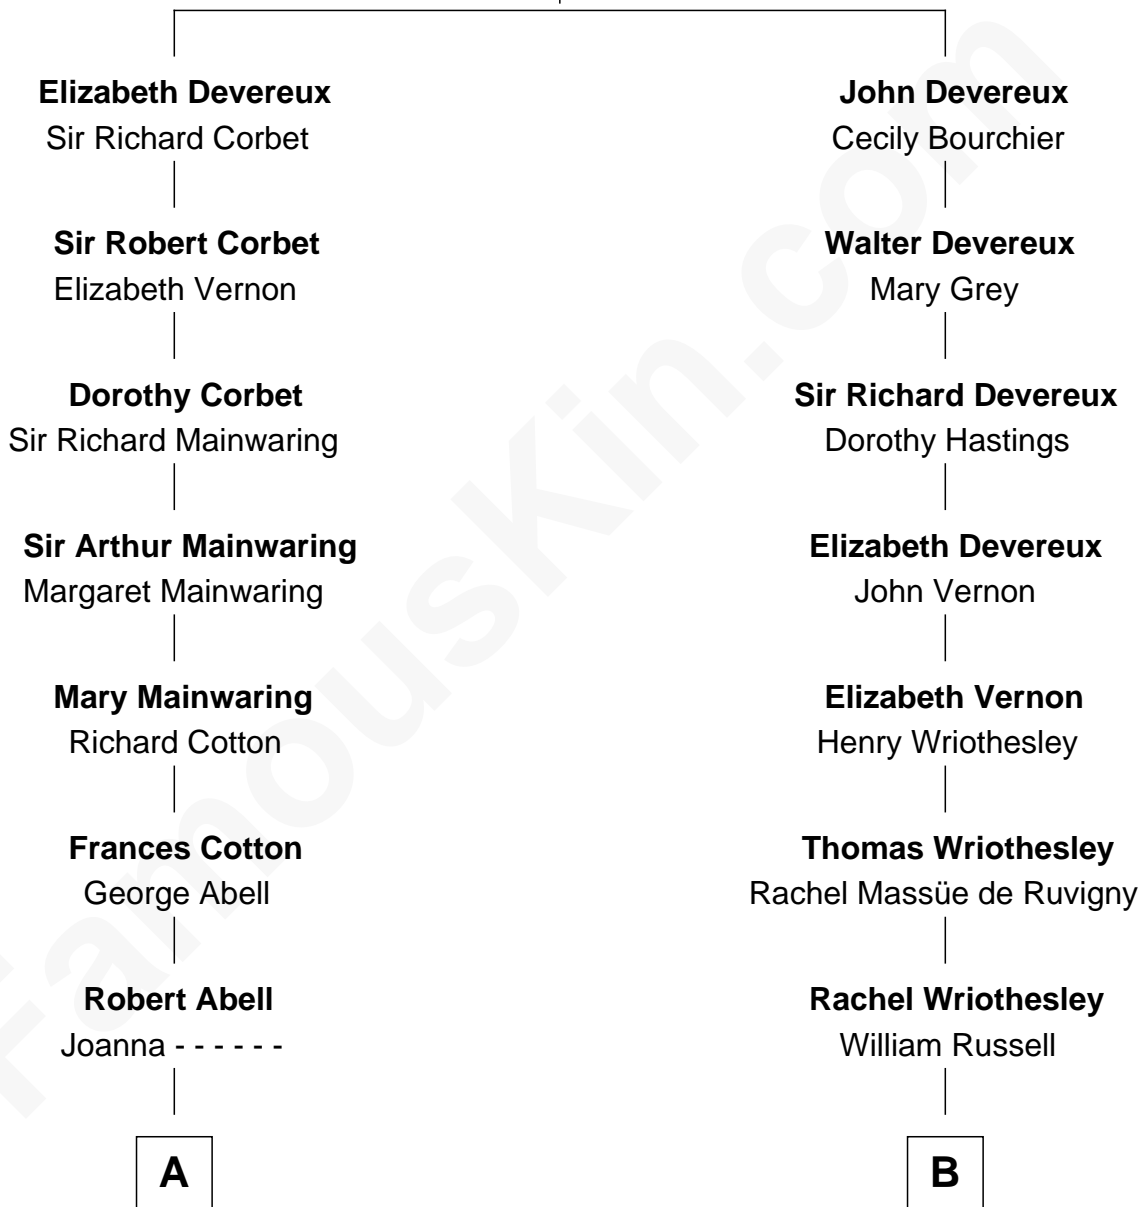 Elizabeth Devereux
Sir Richard Corbet
Sir Robert Corbet
Elizabeth Vernon
Dorothy Corbet
Sir Richard Mainwaring
Sir Arthur Mainwaring
Margaret Mainwaring
Mary Mainwaring
Richard Cotton
Frances Cotton
George Abell
Robert Abell
Joanna - - - - - -
A
John Devereux
Cecily Bourchier
Walter Devereux
Mary Grey
Sir Richard Devereux
Dorothy Hastings
Elizabeth Devereux
John Vernon
Elizabeth Vernon
Henry Wriothesley
Thomas Wriothesley
Rachel Massüe de Ruvigny
Rachel Wriothesley
William Russell
B
FamousKin.com